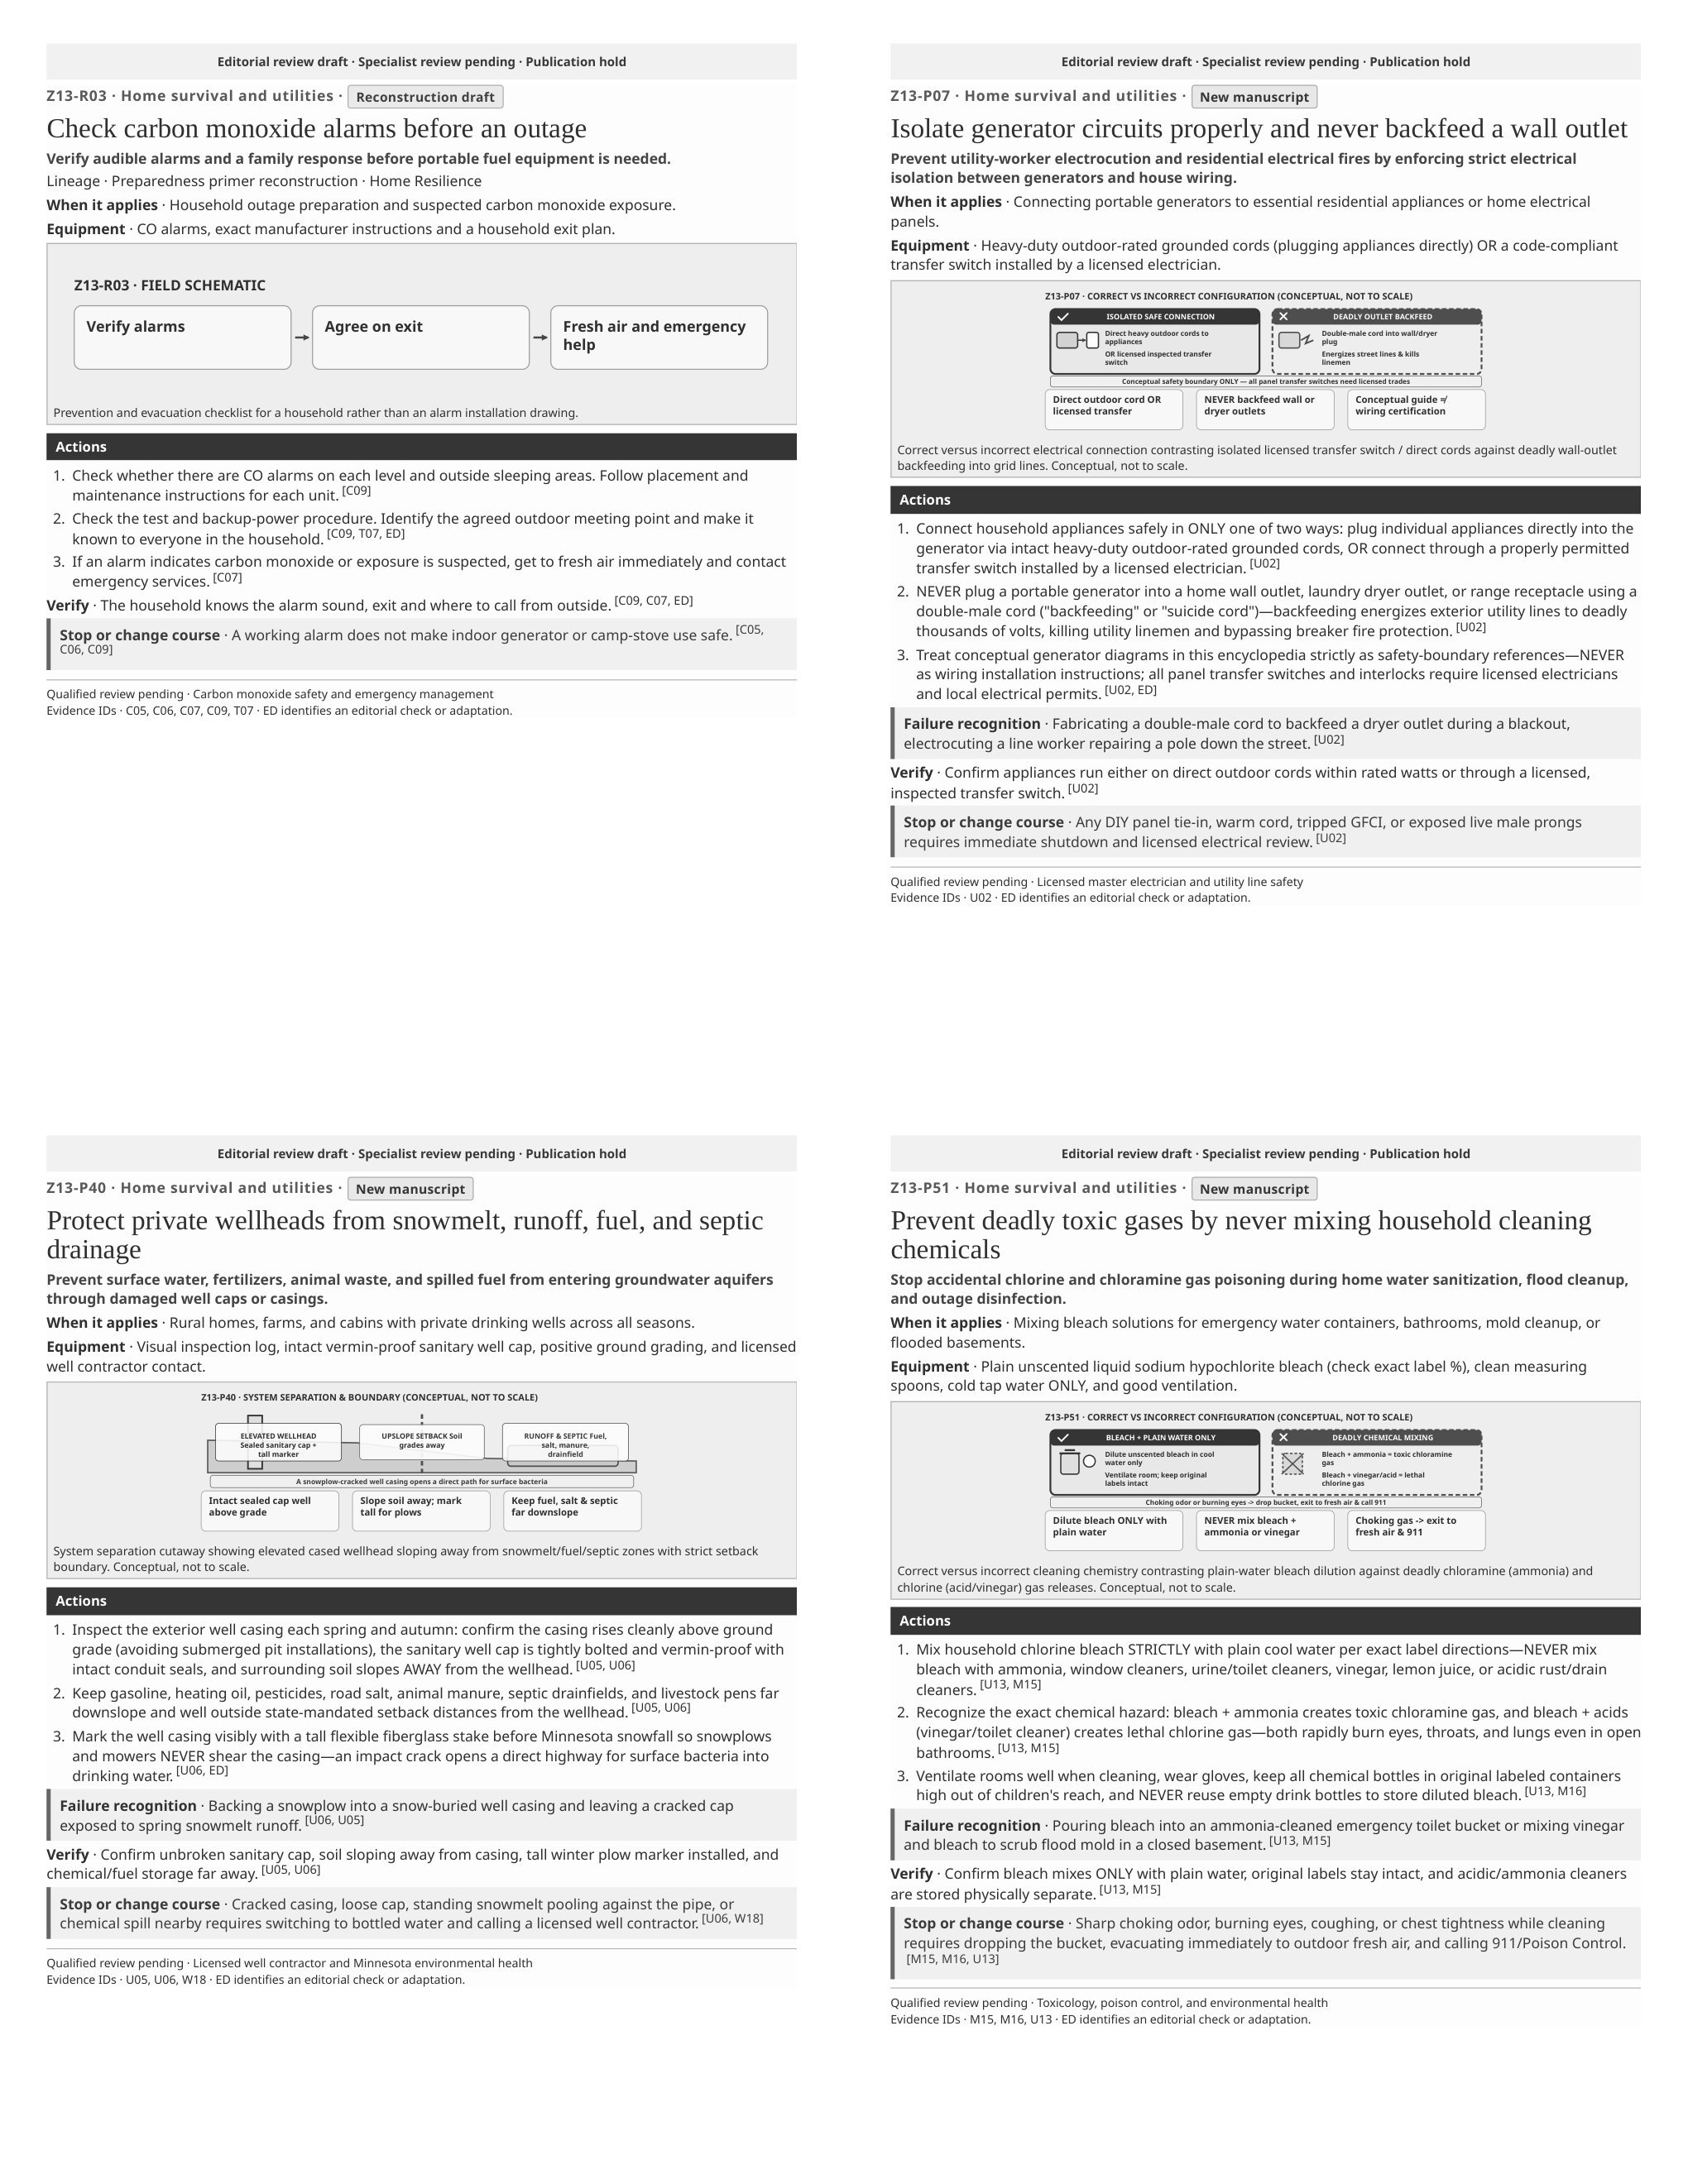 Editorial review draft · Specialist review pending · Publication hold
Z13-R03 · Home survival and utilities · Reconstruction draft
Check carbon monoxide alarms before an outage
Verify audible alarms and a family response before portable fuel equipment is needed.
Lineage · Preparedness primer reconstruction · Home Resilience
When it applies · Household outage preparation and suspected carbon monoxide exposure.
Equipment · CO alarms, exact manufacturer instructions and a household exit plan.
Z13-R03 · FIELD SCHEMATIC
Verify alarms
Agree on exit
Fresh air and emergency
help
Prevention and evacuation checklist for a household rather than an alarm installation drawing.
Actions
1. Check whether there are CO alarms on each level and outside sleeping areas. Follow placement and
maintenance instructions for each unit. [C09]
2. Check the test and backup-power procedure. Identify the agreed outdoor meeting point and make it
known to everyone in the household. [C09, T07, ED]
3. If an alarm indicates carbon monoxide or exposure is suspected, get to fresh air immediately and contact
emergency services. [C07]
Verify · The household knows the alarm sound, exit and where to call from outside. [C09, C07, ED]
Stop or change course · A working alarm does not make indoor generator or camp-stove use safe. [C05,
C06, C09]
Qualified review pending · Carbon monoxide safety and emergency management
Evidence IDs · C05, C06, C07, C09, T07 · ED identifies an editorial check or adaptation.
Editorial review draft · Specialist review pending · Publication hold
Z13-P07 · Home survival and utilities · New manuscript
Isolate generator circuits properly and never backfeed a wall outlet
Prevent utility-worker electrocution and residential electrical fires by enforcing strict electrical
isolation between generators and house wiring.
When it applies · Connecting portable generators to essential residential appliances or home electrical
panels.
Equipment · Heavy-duty outdoor-rated grounded cords (plugging appliances directly) OR a code-compliant
transfer switch installed by a licensed electrician.
Z13-P07 · CORRECT VS INCORRECT CONFIGURATION (CONCEPTUAL, NOT TO SCALE)
ISOLATED SAFE CONNECTION
Direct heavy outdoor cords to
appliances
OR licensed inspected transfer
switch
DEADLY OUTLET BACKFEED
Double-male cord into wall/dryer
plug
Energizes street lines & kills
linemen
Conceptual safety boundary ONLY — all panel transfer switches need licensed trades
Direct outdoor cord OR
licensed transfer
NEVER backfeed wall or
dryer outlets
Conceptual guide ≠
wiring certification
Correct versus incorrect electrical connection contrasting isolated licensed transfer switch / direct cords against deadly wall-outlet
backfeeding into grid lines. Conceptual, not to scale.
Actions
1. Connect household appliances safely in ONLY one of two ways: plug individual appliances directly into the
generator via intact heavy-duty outdoor-rated grounded cords, OR connect through a properly permitted
transfer switch installed by a licensed electrician. [U02]
2. NEVER plug a portable generator into a home wall outlet, laundry dryer outlet, or range receptacle using a
double-male cord ("backfeeding" or "suicide cord")—backfeeding energizes exterior utility lines to deadly
thousands of volts, killing utility linemen and bypassing breaker fire protection. [U02]
3. Treat conceptual generator diagrams in this encyclopedia strictly as safety-boundary references—NEVER
as wiring installation instructions; all panel transfer switches and interlocks require licensed electricians
and local electrical permits. [U02, ED]
Failure recognition · Fabricating a double-male cord to backfeed a dryer outlet during a blackout,
electrocuting a line worker repairing a pole down the street. [U02]
Verify · Confirm appliances run either on direct outdoor cords within rated watts or through a licensed,
inspected transfer switch. [U02]
Stop or change course · Any DIY panel tie-in, warm cord, tripped GFCI, or exposed live male prongs
requires immediate shutdown and licensed electrical review. [U02]
Qualified review pending · Licensed master electrician and utility line safety
Evidence IDs · U02 · ED identifies an editorial check or adaptation.
Editorial review draft · Specialist review pending · Publication hold
Z13-P40 · Home survival and utilities · New manuscript
Protect private wellheads from snowmelt, runoff, fuel, and septic
drainage
Prevent surface water, fertilizers, animal waste, and spilled fuel from entering groundwater aquifers
through damaged well caps or casings.
When it applies · Rural homes, farms, and cabins with private drinking wells across all seasons.
Equipment · Visual inspection log, intact vermin-proof sanitary well cap, positive ground grading, and licensed
well contractor contact.
Z13-P40 · SYSTEM SEPARATION & BOUNDARY (CONCEPTUAL, NOT TO SCALE)
ELEVATED WELLHEAD
Sealed sanitary cap +
tall marker
UPSLOPE SETBACK Soil
grades away
RUNOFF & SEPTIC Fuel,
salt, manure,
drainfield
A snowplow-cracked well casing opens a direct path for surface bacteria
Intact sealed cap well
above grade
Slope soil away; mark
tall for plows
Keep fuel, salt & septic
far downslope
System separation cutaway showing elevated cased wellhead sloping away from snowmelt/fuel/septic zones with strict setback
boundary. Conceptual, not to scale.
Actions
1. Inspect the exterior well casing each spring and autumn: confirm the casing rises cleanly above ground
grade (avoiding submerged pit installations), the sanitary well cap is tightly bolted and vermin-proof with
intact conduit seals, and surrounding soil slopes AWAY from the wellhead. [U05, U06]
2. Keep gasoline, heating oil, pesticides, road salt, animal manure, septic drainfields, and livestock pens far
downslope and well outside state-mandated setback distances from the wellhead. [U05, U06]
3. Mark the well casing visibly with a tall flexible fiberglass stake before Minnesota snowfall so snowplows
and mowers NEVER shear the casing—an impact crack opens a direct highway for surface bacteria into
drinking water. [U06, ED]
Failure recognition · Backing a snowplow into a snow-buried well casing and leaving a cracked cap
exposed to spring snowmelt runoff. [U06, U05]
Verify · Confirm unbroken sanitary cap, soil sloping away from casing, tall winter plow marker installed, and
chemical/fuel storage far away. [U05, U06]
Stop or change course · Cracked casing, loose cap, standing snowmelt pooling against the pipe, or
chemical spill nearby requires switching to bottled water and calling a licensed well contractor. [U06, W18]
Qualified review pending · Licensed well contractor and Minnesota environmental health
Evidence IDs · U05, U06, W18 · ED identifies an editorial check or adaptation.
Editorial review draft · Specialist review pending · Publication hold
Z13-P51 · Home survival and utilities · New manuscript
Prevent deadly toxic gases by never mixing household cleaning
chemicals
Stop accidental chlorine and chloramine gas poisoning during home water sanitization, flood cleanup,
and outage disinfection.
When it applies · Mixing bleach solutions for emergency water containers, bathrooms, mold cleanup, or
flooded basements.
Equipment · Plain unscented liquid sodium hypochlorite bleach (check exact label %), clean measuring
spoons, cold tap water ONLY, and good ventilation.
Z13-P51 · CORRECT VS INCORRECT CONFIGURATION (CONCEPTUAL, NOT TO SCALE)
BLEACH + PLAIN WATER ONLY
Dilute unscented bleach in cool
water only
Ventilate room; keep original
labels intact
DEADLY CHEMICAL MIXING
Bleach + ammonia = toxic chloramine
gas
Bleach + vinegar/acid = lethal
chlorine gas
Choking odor or burning eyes -> drop bucket, exit to fresh air & call 911
Dilute bleach ONLY with
plain water
NEVER mix bleach +
ammonia or vinegar
Choking gas -> exit to
fresh air & 911
Correct versus incorrect cleaning chemistry contrasting plain-water bleach dilution against deadly chloramine (ammonia) and
chlorine (acid/vinegar) gas releases. Conceptual, not to scale.
Actions
1. Mix household chlorine bleach STRICTLY with plain cool water per exact label directions—NEVER mix
bleach with ammonia, window cleaners, urine/toilet cleaners, vinegar, lemon juice, or acidic rust/drain
cleaners. [U13, M15]
2. Recognize the exact chemical hazard: bleach + ammonia creates toxic chloramine gas, and bleach + acids
(vinegar/toilet cleaner) creates lethal chlorine gas—both rapidly burn eyes, throats, and lungs even in open
bathrooms. [U13, M15]
3. Ventilate rooms well when cleaning, wear gloves, keep all chemical bottles in original labeled containers
high out of children's reach, and NEVER reuse empty drink bottles to store diluted bleach. [U13, M16]
Failure recognition · Pouring bleach into an ammonia-cleaned emergency toilet bucket or mixing vinegar
and bleach to scrub flood mold in a closed basement. [U13, M15]
Verify · Confirm bleach mixes ONLY with plain water, original labels stay intact, and acidic/ammonia cleaners
are stored physically separate. [U13, M15]
Stop or change course · Sharp choking odor, burning eyes, coughing, or chest tightness while cleaning
requires dropping the bucket, evacuating immediately to outdoor fresh air, and calling 911/Poison Control.
[M15, M16, U13]
Qualified review pending · Toxicology, poison control, and environmental health
Evidence IDs · M15, M16, U13 · ED identifies an editorial check or adaptation.